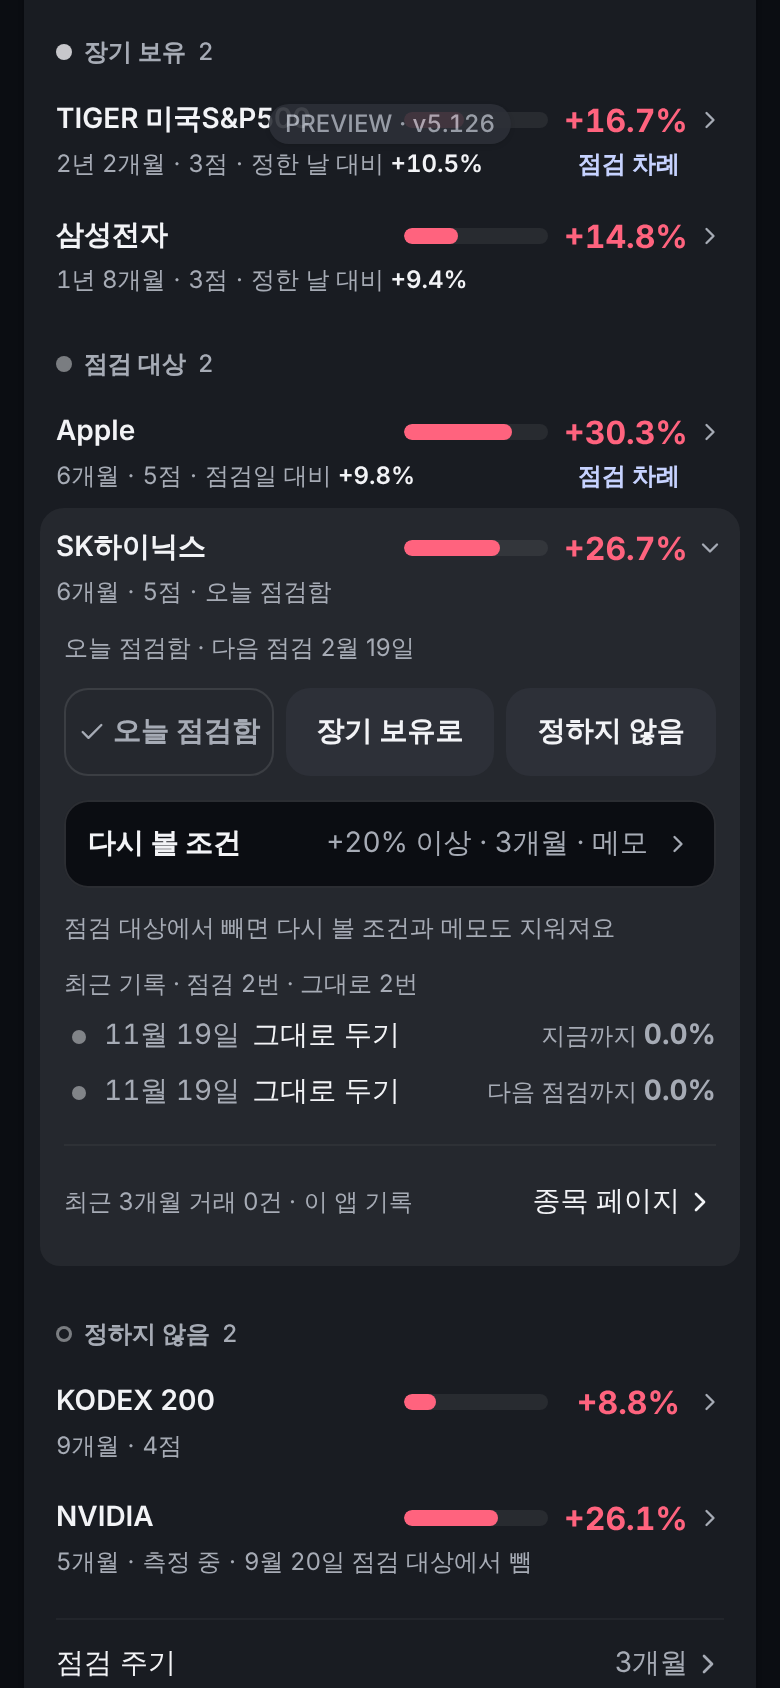 장기 보유 2
TIGER 미국S&P500 +16.7%
PREVIEW · v5.126
2년 2개월 · 3점 · 정한 날 대비 +10.5% 점검 차례
삼성전자 +14.8%
1년 8개월 · 3점 · 정한 날 대비 +9.4%
점검 대상 2
Apple +30.3%
6개월 · 5점 · 점검일 대비 +9.8% 점검 차례
SK하이닉스 +26.7%
6개월 · 5점 · 오늘 점검함
오늘 점검함 · 다음 점검 2월 19일
오늘 점검함 장기 보유로 정하지 않음
다시 볼 조건 +20% 이상 · 3개월 · 메모
점검 대상에서 빼면 다시 볼 조건과 메모도 지워져요
최근 기록 · 점검 2번 · 그대로 2번
11월 19일 그대로 두기 지금까지 0.0%
11월 19일 그대로 두기 다음 점검까지 0.0%
최근 3개월 거래 0건 · 이 앱 기록 종목 페이지
정하지 않음 2
KODEX 200 +8.8%
9개월 · 4점
NVIDIA +26.1%
5개월 · 측정 중 · 9월 20일 점검 대상에서 뺌
점검 주기 3개월